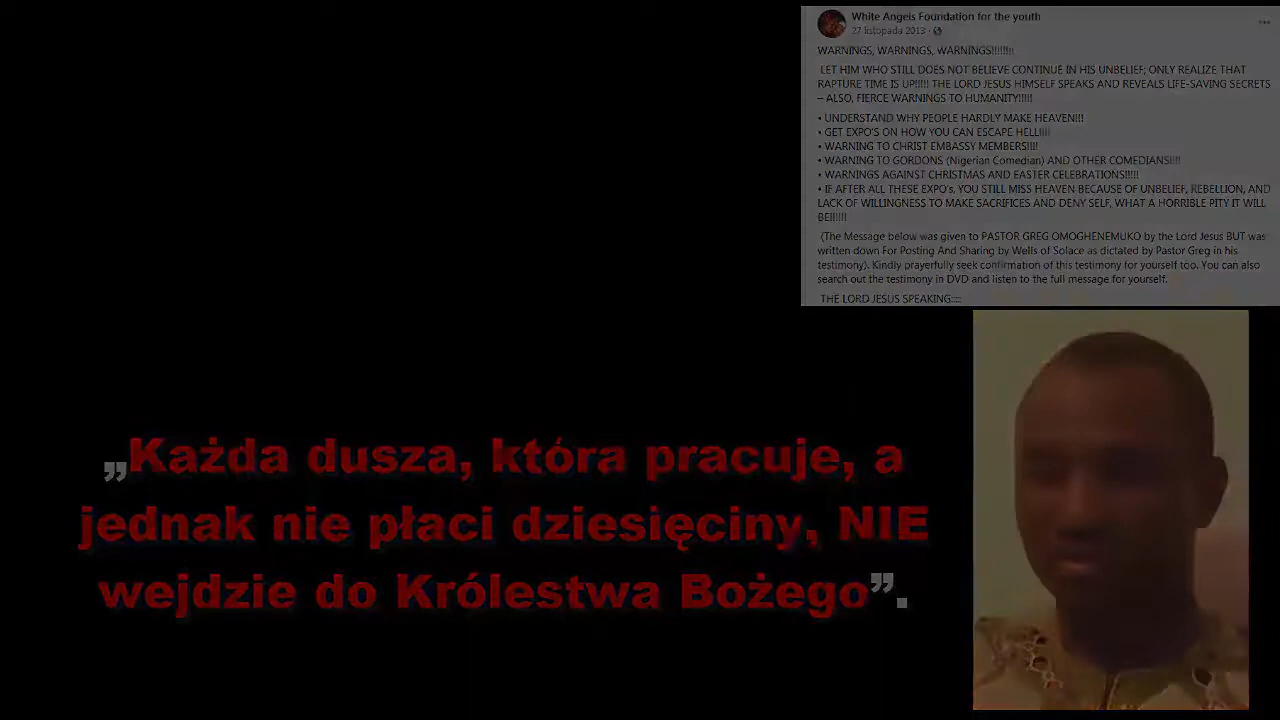 White Angels Foundation for the youth
27 listopada 2013 ·
WARNINGS, WARNINGS, WARNINGS!!!!!!!!
LET HIM WHO STILL DOES NOT BELIEVE CONTINUE IN HIS UNBELIEF; ONLY REALIZE THAT
RAPTURE TIME IS UP!!!!! THE LORD JESUS HIMSELF SPEAKS AND REVEALS LIFE-SAVING SECRETS
– ALSO, FIERCE WARNINGS TO HUMANITY!!!!!
• UNDERSTAND WHY PEOPLE HARDLY MAKE HEAVEN!!!
• GET EXPO'S ON HOW YOU CAN ESCAPE HELL!!!!
• WARNING TO CHRIST EMBASSY MEMBERS!!!!
• WARNING TO GORDONS (Nigerian Comedian) AND OTHER COMEDIANS!!!!
• WARNINGS AGAINST CHRISTMAS AND EASTER CELEBRATIONS!!!!!
• IF AFTER ALL THESE EXPO's, YOU STILL MISS HEAVEN BECAUSE OF UNBELIEF, REBELLION, AND
LACK OF WILLINGNESS TO MAKE SACRIFICES AND DENY SELF, WHAT A HORRIBLE PITY IT WILL
BE!!!!!!
(The Message below was given to PASTOR GREG OMOGHENEMUKO by the Lord Jesus BUT was
written down For Posting And Sharing by Wells of Solace as dictated by Pastor Greg in his
testimony). Kindly prayerfully seek confirmation of this testimony for yourself too. You can also
search out the testimony in DVD and listen to the full message for yourself.
THE LORD JESUS SPEAKING::::
„Każda dusza, która pracuje, a
jednak nie płaci dziesięciny, NIE
wejdzie do Królestwa Bożego”.